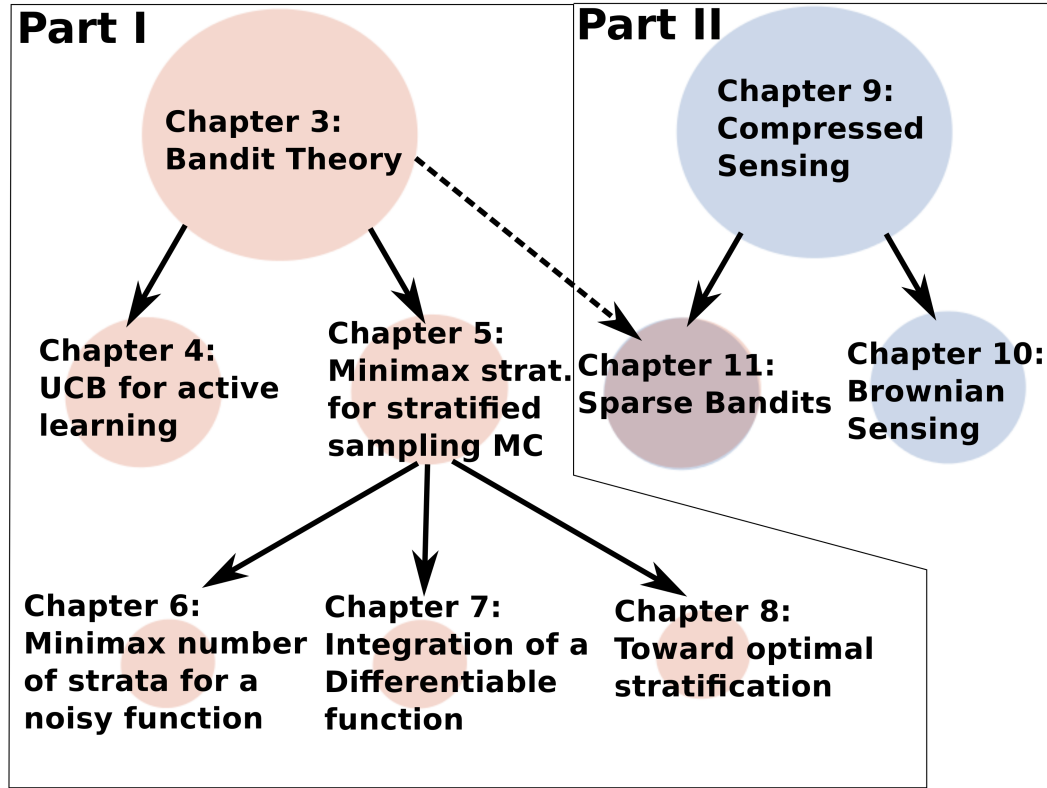 Part I
Chapter 3:
Bandit Theory
Chapter 4:
UCB for active
learning
Chapter 5:
Minimax strat.
for stratified
sampling MC
Chapter 6:
Minimax number
of strata for a
noisy function
Chapter 7:
Integration of a
Differentiable
function
Chapter 8:
Toward optimal
stratification
Part II
Chapter 9:
Compressed
Sensing
Chapter 11:
Sparse Bandits
Chapter 10:
Brownian
Sensing